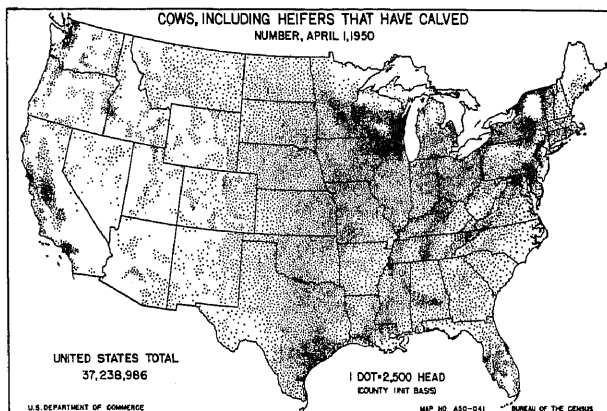 COWS, INCLUDING HEIFERS THAT HAVE CALVED
NUMBER, APRIL 1, 1950
UNITED STATES TOTAL
37,238,986
1 DOT=2,500 HEAD
(COUNTY UNIT BASIS)
U.S. DEPARTMENT OF COMMERCE
MAP NO. A50-041
BUREAU OF THE CENSUS